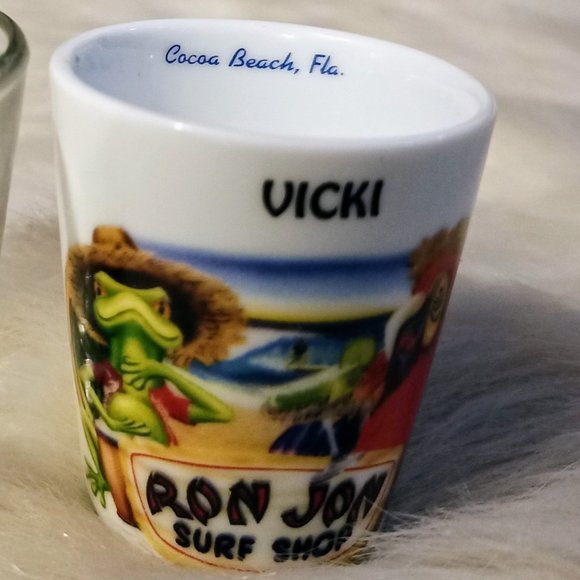 Cocoa Beach, Fla.
VICKI
RON JON
SURF SHOP